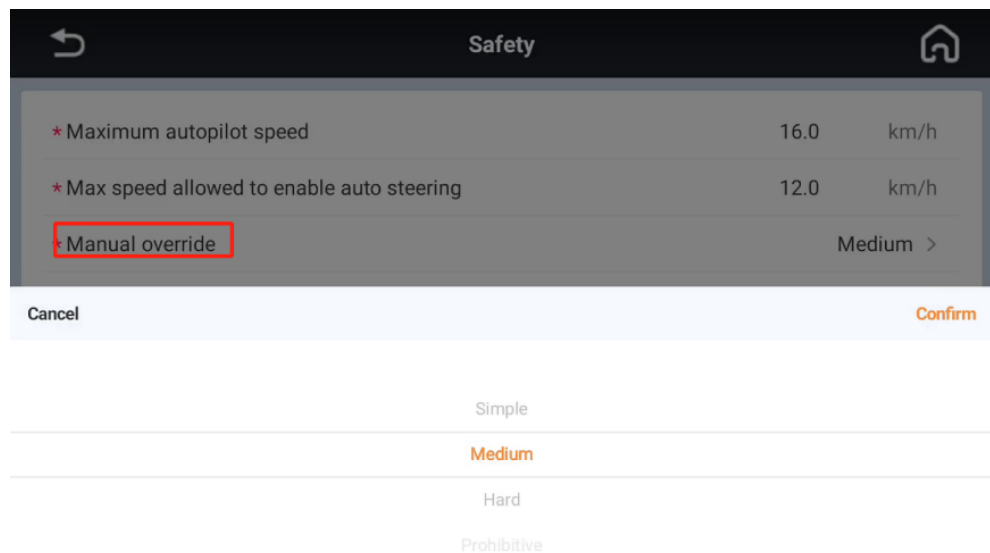 Safety
* Maximum autopilot speed 16.0 km/h
* Max speed allowed to enable auto steering 12.0 km/h
* Manual override Medium >
Cancel Confirm
Simple
Medium
Hard
Prohibitive